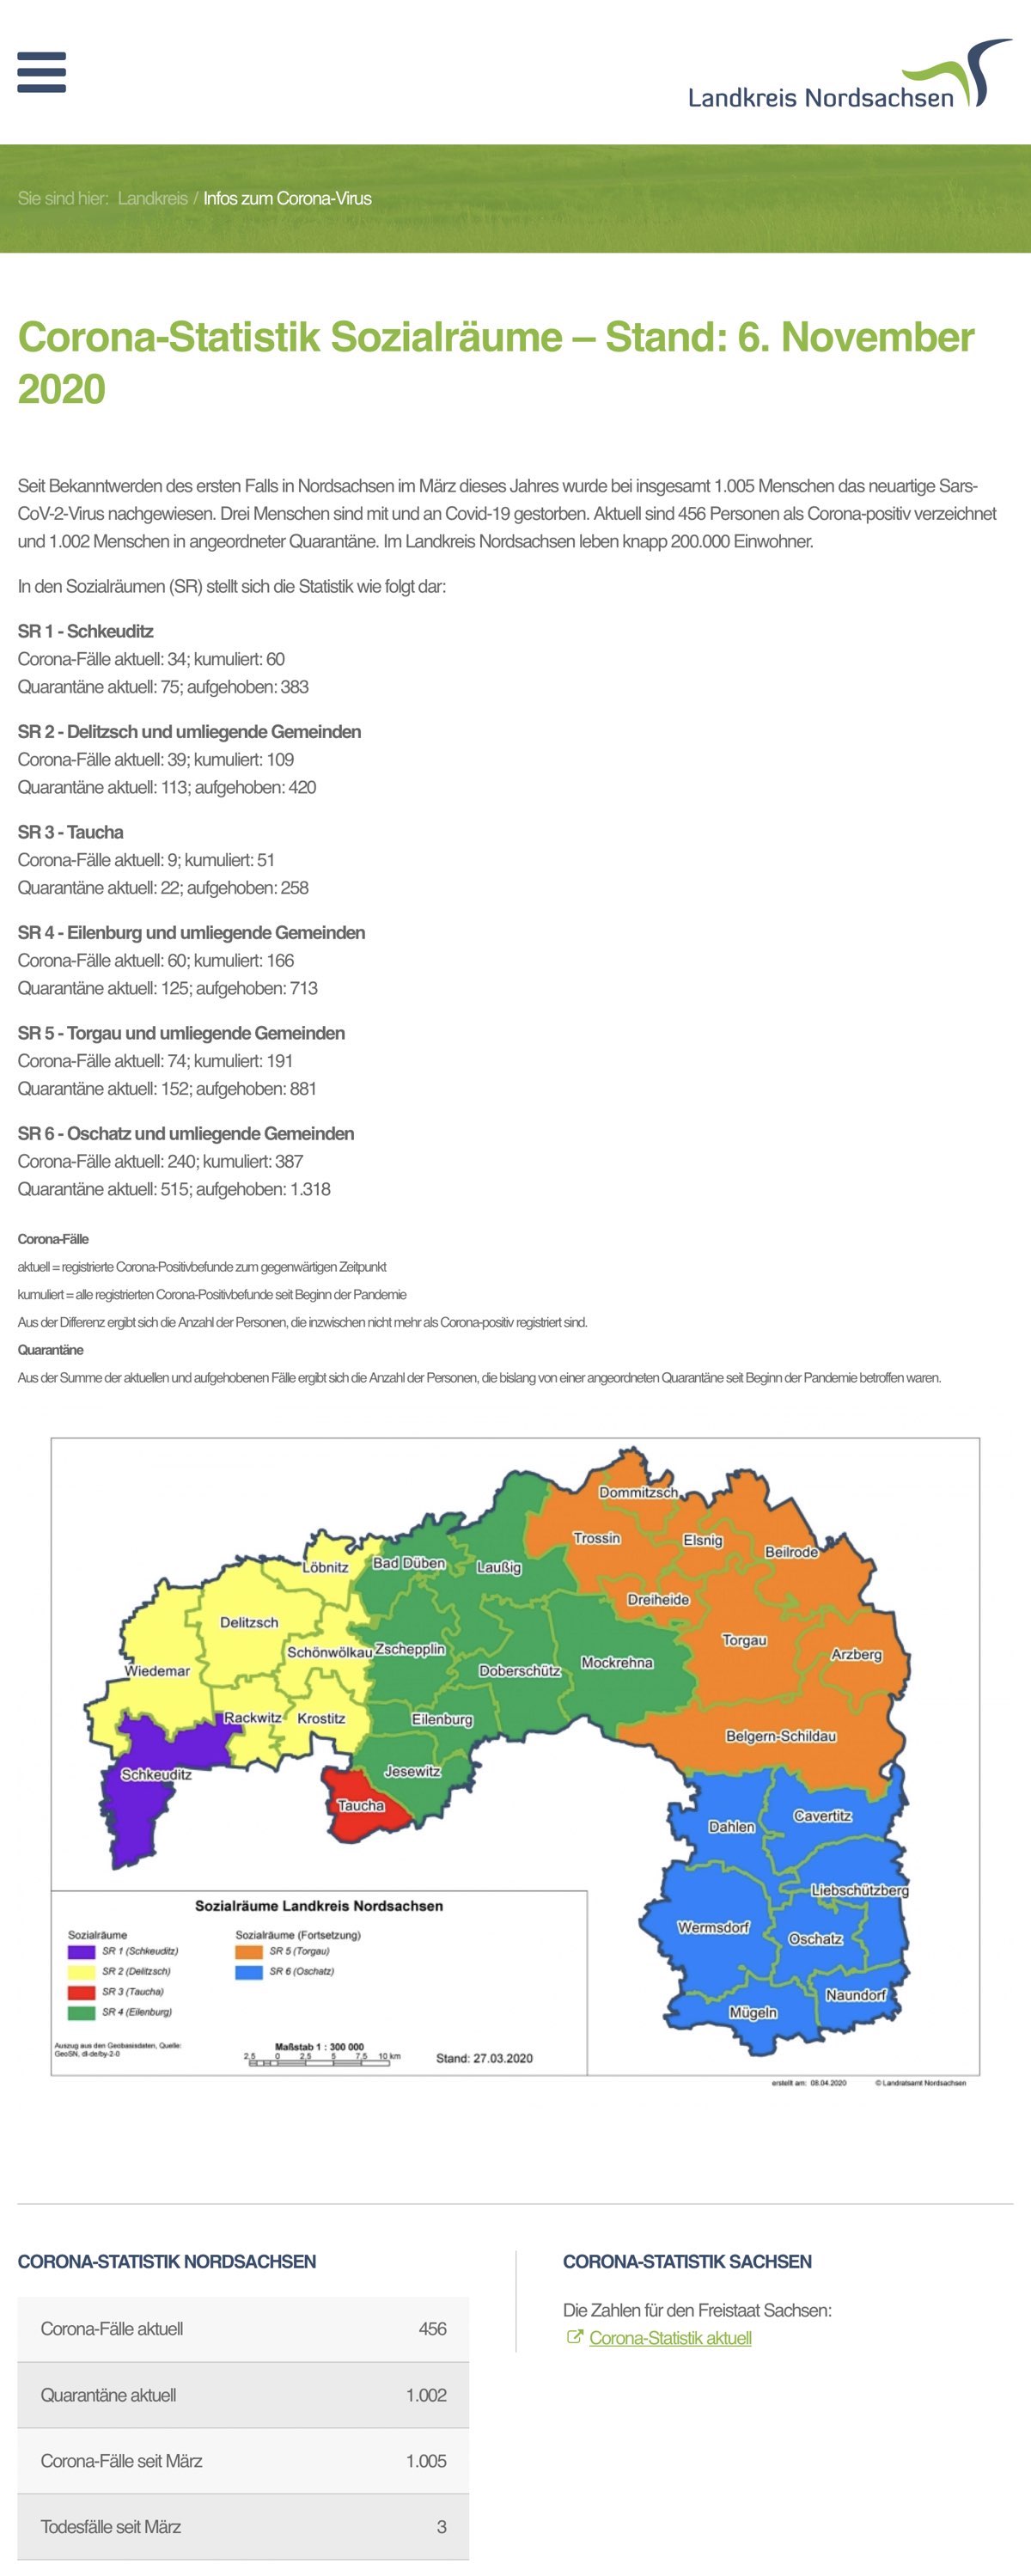 Landkreis Nordsachsen
Sie sind hier: Landkreis / Infos zum Corona-Virus
Corona-Statistik Sozialräume – Stand: 6. November
2020
Seit Bekanntwerden des ersten Falls in Nordsachsen im März dieses Jahres wurde bei insgesamt 1.005 Menschen das neuartige Sars-
CoV-2-Virus nachgewiesen. Drei Menschen sind mit und an Covid-19 gestorben. Aktuell sind 456 Personen als Corona-positiv verzeichnet
und 1.002 Menschen in angeordneter Quarantäne. Im Landkreis Nordsachsen leben knapp 200.000 Einwohner.
In den Sozialräumen (SR) stellt sich die Statistik wie folgt dar:
SR 1 - Schkeuditz
Corona-Fälle aktuell: 34; kumuliert: 60
Quarantäne aktuell: 75; aufgehoben: 383
SR 2 - Delitzsch und umliegende Gemeinden
Corona-Fälle aktuell: 39; kumuliert: 109
Quarantäne aktuell: 113; aufgehoben: 420
SR 3 - Taucha
Corona-Fälle aktuell: 9; kumuliert: 51
Quarantäne aktuell: 22; aufgehoben: 258
SR 4 - Eilenburg und umliegende Gemeinden
Corona-Fälle aktuell: 60; kumuliert: 166
Quarantäne aktuell: 125; aufgehoben: 713
SR 5 - Torgau und umliegende Gemeinden
Corona-Fälle aktuell: 74; kumuliert: 191
Quarantäne aktuell: 152; aufgehoben: 881
SR 6 - Oschatz und umliegende Gemeinden
Corona-Fälle aktuell: 240; kumuliert: 387
Quarantäne aktuell: 515; aufgehoben: 1.318
Corona-Fälle
aktuell = registrierte Corona-Positivbefunde zum gegenwärtigen Zeitpunkt
kumuliert = alle registrierten Corona-Positivbefunde seit Beginn der Pandemie
Aus der Differenz ergibt sich die Anzahl der Personen, die inzwischen nicht mehr als Corona-positiv registriert sind.
Quarantäne
Aus der Summe der aktuellen und aufgehobenen Fälle ergibt sich die Anzahl der Personen, die bislang von einer angeordneten Quarantäne seit Beginn der Pandemie betroffen waren.
Dommitzsch
Trossin
Elsnig
Beilrode
Löbnitz
Bad Düben
Laußig
Dreiheide
Delitzsch
Torgau
Schönwölkau
Zschepplin
Arzberg
Wiedemar
Doberschütz
Mockrehna
Rackwitz
Krostitz
Eilenburg
Belgern-Schildau
Schkeuditz
Jesewitz
Taucha
Dahlen
Cavertitz
Liebschützberg
Wermsdorf
Oschatz
Naundorf
Mügeln
Sozialräume Landkreis Nordsachsen
Sozialräume
SR 1 (Schkeuditz)
SR 2 (Delitzsch)
SR 3 (Taucha)
SR 4 (Eilenburg)
Sozialräume (Fortsetzung)
SR 5 (Torgau)
SR 6 (Oschatz)
Auszug aus den Geobasisdaten, Quelle:
GeoSN, dl-de/by-2-0
Maßstab 1 : 300 000
2,5 0 2,5 5 7,5 10 km
Stand: 27.03.2020
erstellt am: 08.04.2020 © Landratsamt Nordsachsen
CORONA-STATISTIK NORDSACHSEN
Corona-Fälle aktuell 456
Quarantäne aktuell 1.002
Corona-Fälle seit März 1.005
Todesfälle seit März 3
CORONA-STATISTIK SACHSEN
Die Zahlen für den Freistaat Sachsen:
Corona-Statistik aktuell